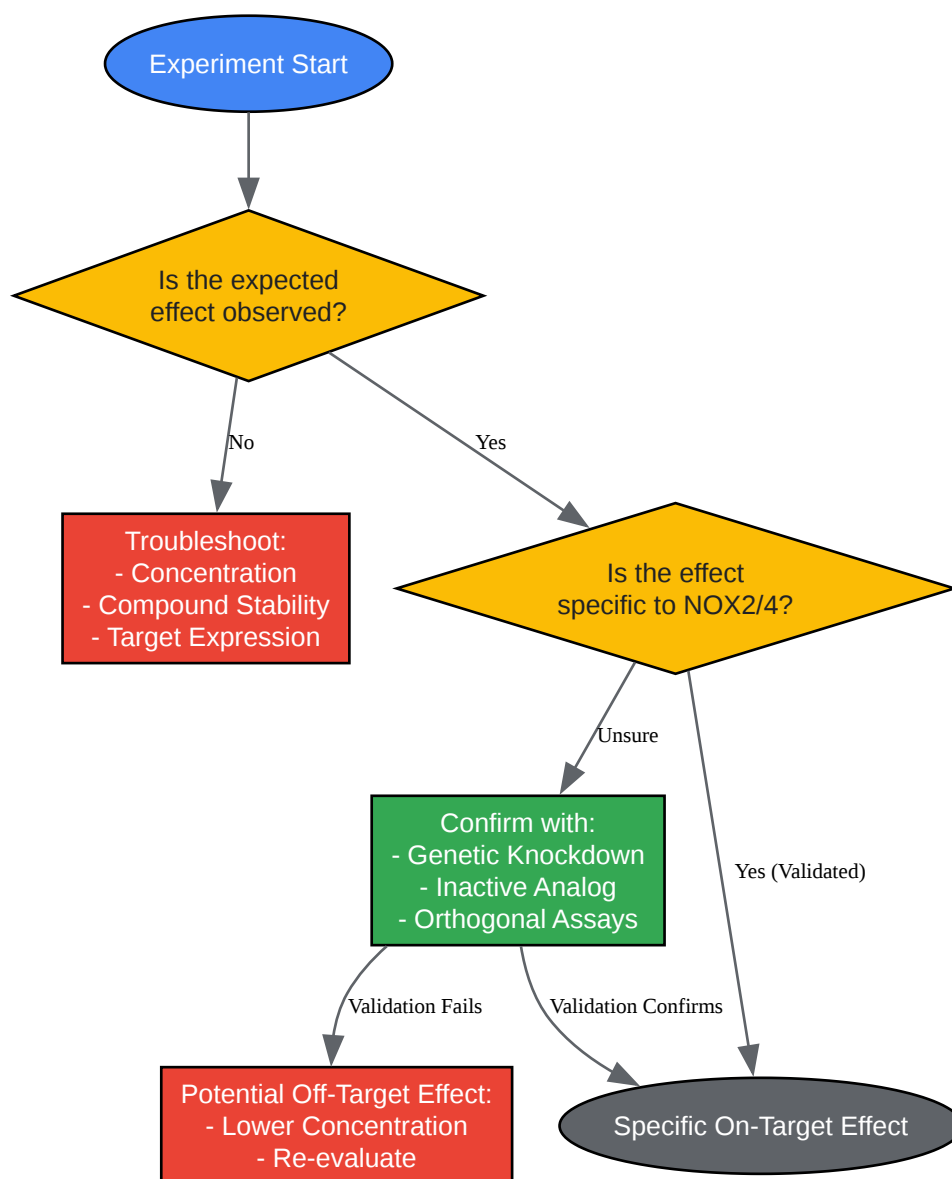 Experiment Start
Is the expected
effect observed?
No
Yes
Troubleshoot:
- Concentration
- Compound Stability
- Target Expression
Is the effect
specific to NOX2/4?
Unsure
Confirm with:
- Genetic Knockdown
- Inactive Analog
- Orthogonal Assays
Yes (Validated)
Validation Fails
Validation Confirms
Potential Off-Target Effect:
- Lower Concentration
- Re-evaluate
Specific On-Target Effect